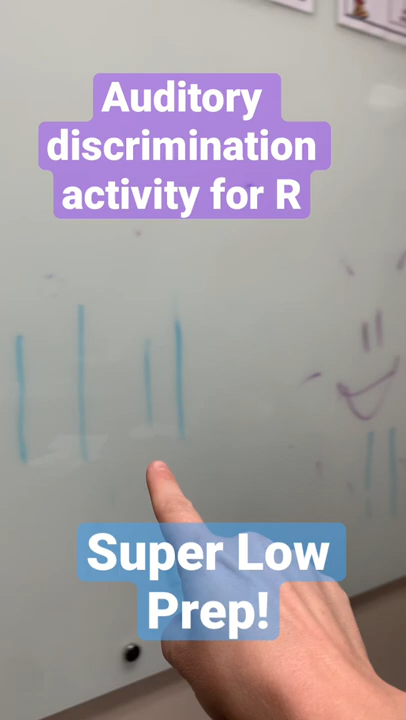 Auditory
discrimination
activity for R
Super Low
Prep!